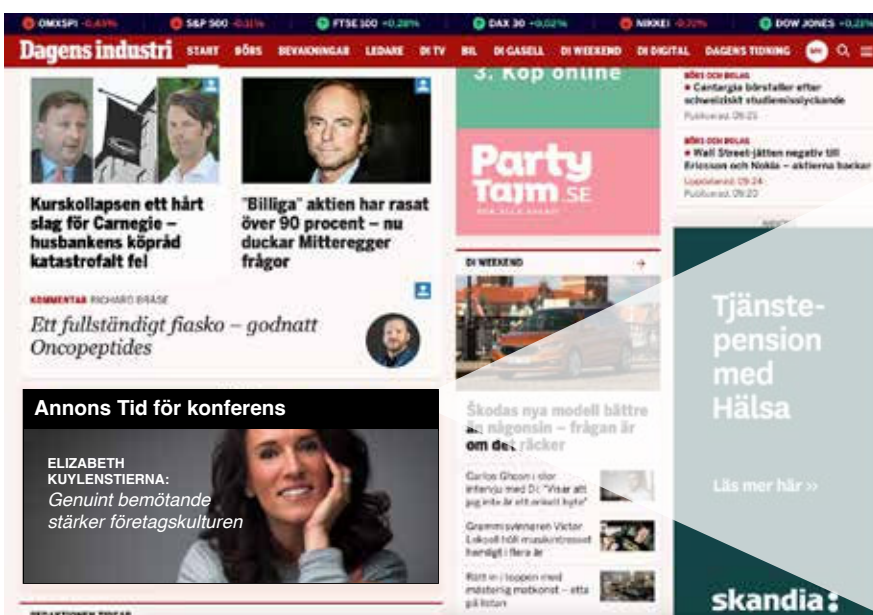 OMXSPI -0,45%
S&P 500 -0,31%
FTSE 100 +0,28%
DAX 30 +0,02%
NIKKEI
DOW JONES
Dagens industri
START
BÖRS
BEVAKNINGAR
LEDARE
DI TV
BIL
DI GASELL
DI WEEKEND
DI DIGITAL
DAGENS TIDNING
Kurskollapsen ett hårt
slag för Carnegie –
husbankens köpråd
katastrofalt fel
"Billiga" aktien har rasat
över 90 procent – nu
duckar Mitteregger
frågor
KOMMENTAR RICHARD BRÅSE
Ett fullständigt fiasko – godnatt
Oncopeptides
Annons Tid för konferens
ELIZABETH
KUYLENSTIERNA:
Genuint bemötande
stärker företagskulturen
3. Köp online
Party
Tajm.SE
DI WEEKEND
Skodas nya modell bättre
än någonsin – frågan är
om det räcker
Carlos Ghosn i stor
intervju med Di: "Visar att
jag inte är ett enkelt byte"
Grammisvinnaren Victor
Leksell höll musikintresset
hemligt i flera år
Rätt in i toppen med
mästerlig matkonst – etta
på listan
BÖRS OCH BOLAG
Cantargia börsfaller efter
schweiziskt studiemisslyckande
Publicerad: 09:25
BÖRS OCH BOLAG
Wall Street-jätten negativ till
Ericsson och Nokia – aktierna backar
Uppdaterad: 09:24
Publicerad: 09:20
Tjänste-
pension
med
Hälsa
Läs mer här »
skandia: